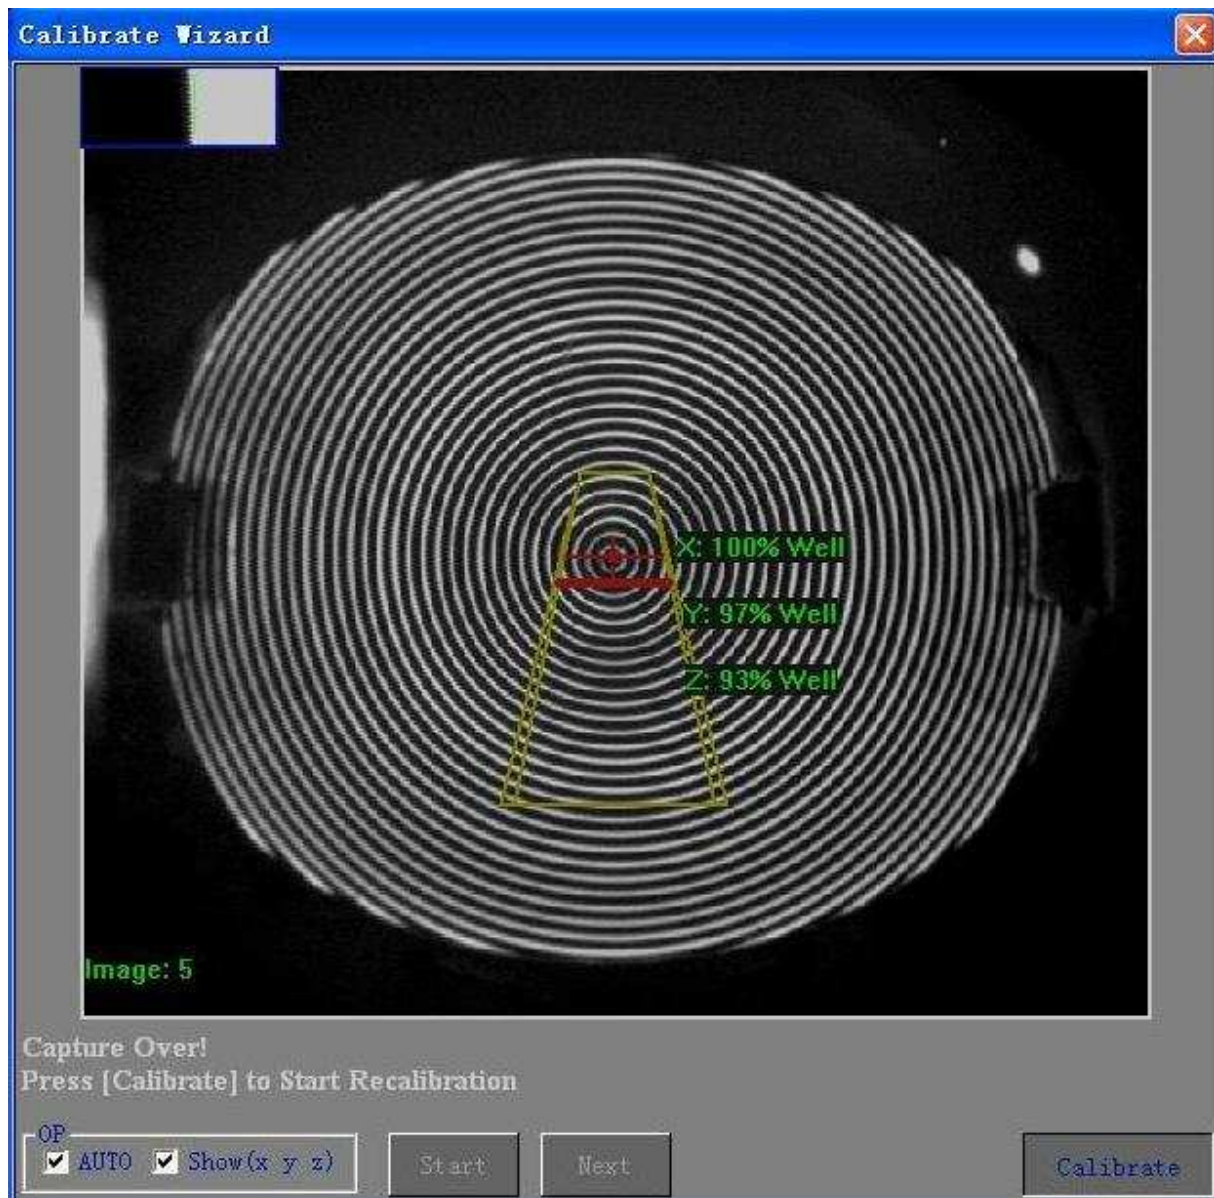 Calibrate Wizard
X: 100% Well
Y: 97% Well
Z: 93% Well
Image: 5
Capture Over!
Press [Calibrate] to Start Recalibration
OP
AUTO
Show(x y z)
Start
Next
Calibrate